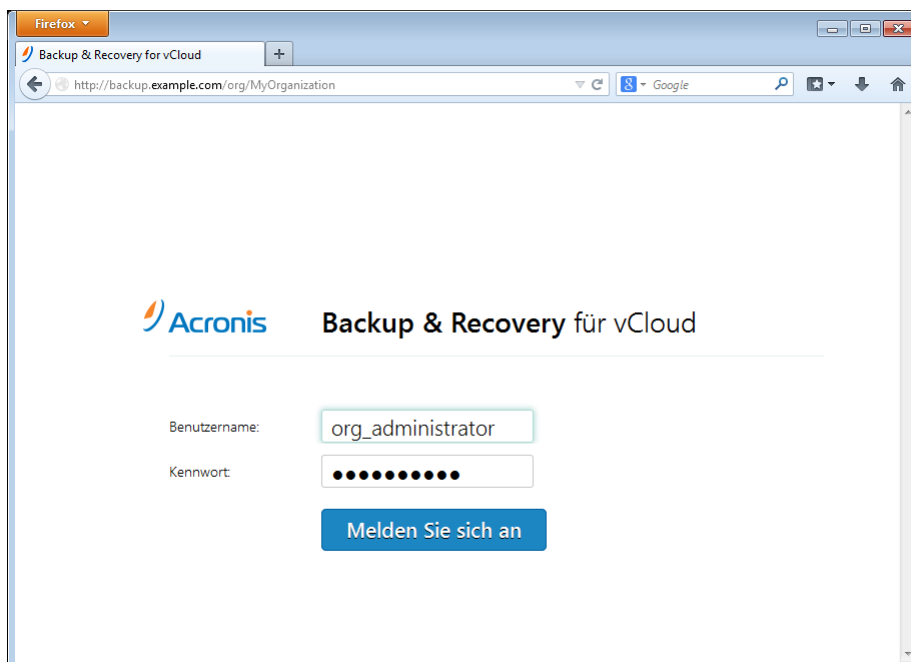 Firefox
Backup & Recovery for vCloud
http://backup.example.com/org/MyOrganization
8 Google
Acronis
Backup & Recovery für vCloud
Benutzername:
org_administrator
Kennwort:
●●●●●●●●●●
Melden Sie sich an